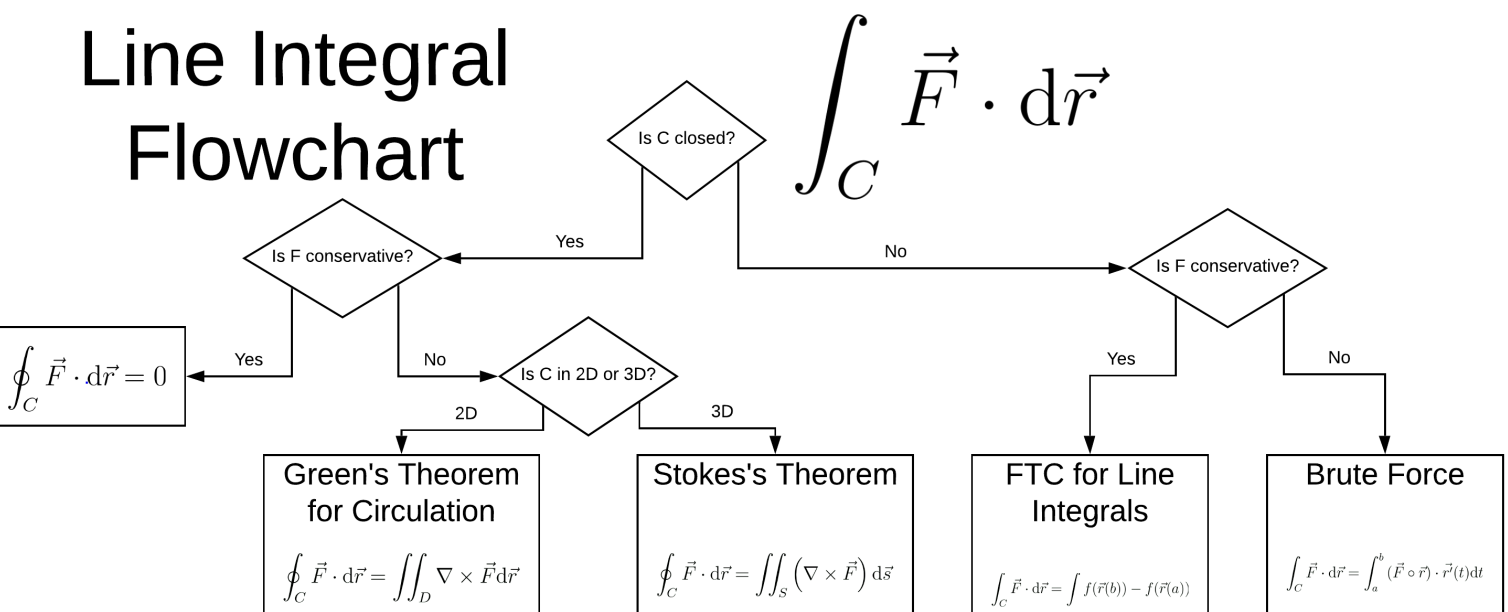 Line Integral
Flowchart
∫_C F⃗ · dr⃗
Is C closed?
Yes
No
Is F conservative?
Is F conservative?
Yes
No
Yes
No
∮_C F⃗ · dr⃗ = 0
Is C in 2D or 3D?
2D
3D
Green's Theorem
for Circulation
∮_C F⃗ · dr⃗ = ∬_D ∇ × F⃗dr⃗
Stokes's Theorem
∮_C F⃗ · dr⃗ = ∬_S (∇ × F⃗) ds⃗
FTC for Line
Integrals
∫_C F⃗ · dr⃗ = ∫ f(r⃗(b)) − f(r⃗(a))
Brute Force
∫_C F⃗ · dr⃗ = ∫_a^b (F⃗ ∘ r⃗) · r⃗′(t)dt